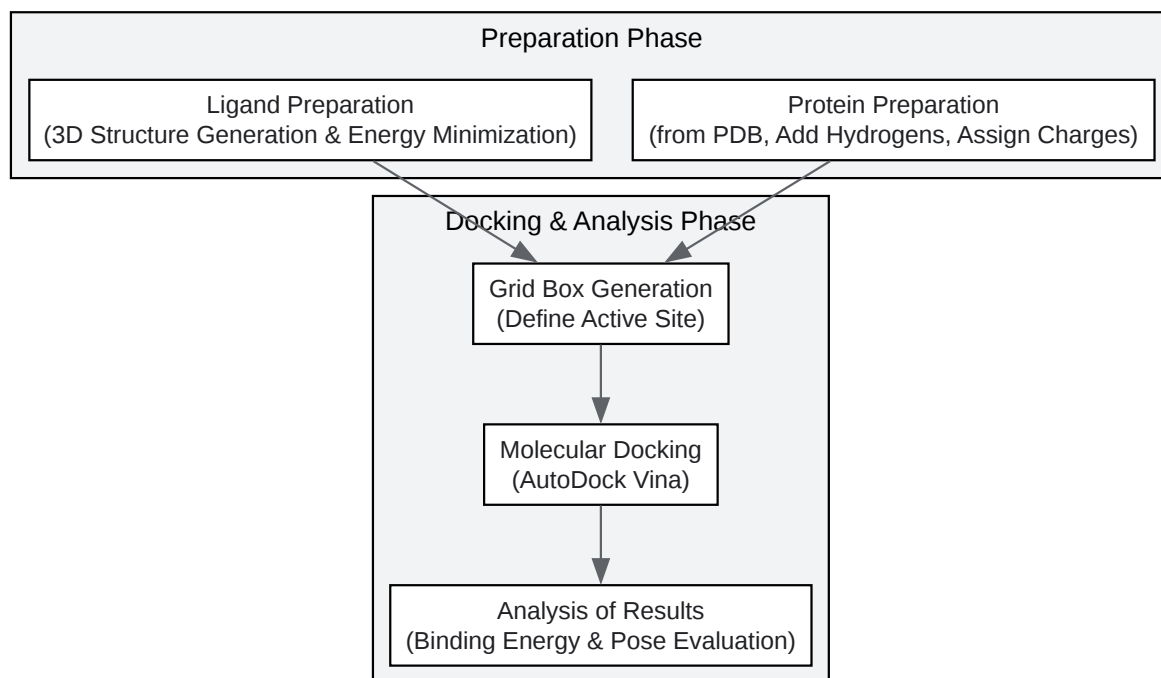 Preparation Phase
Ligand Preparation
(3D Structure Generation & Energy Minimization)
Protein Preparation
(from PDB, Add Hydrogens, Assign Charges)
Docking & Analysis Phase
Grid Box Generation
(Define Active Site)
Molecular Docking
(AutoDock Vina)
Analysis of Results
(Binding Energy & Pose Evaluation)